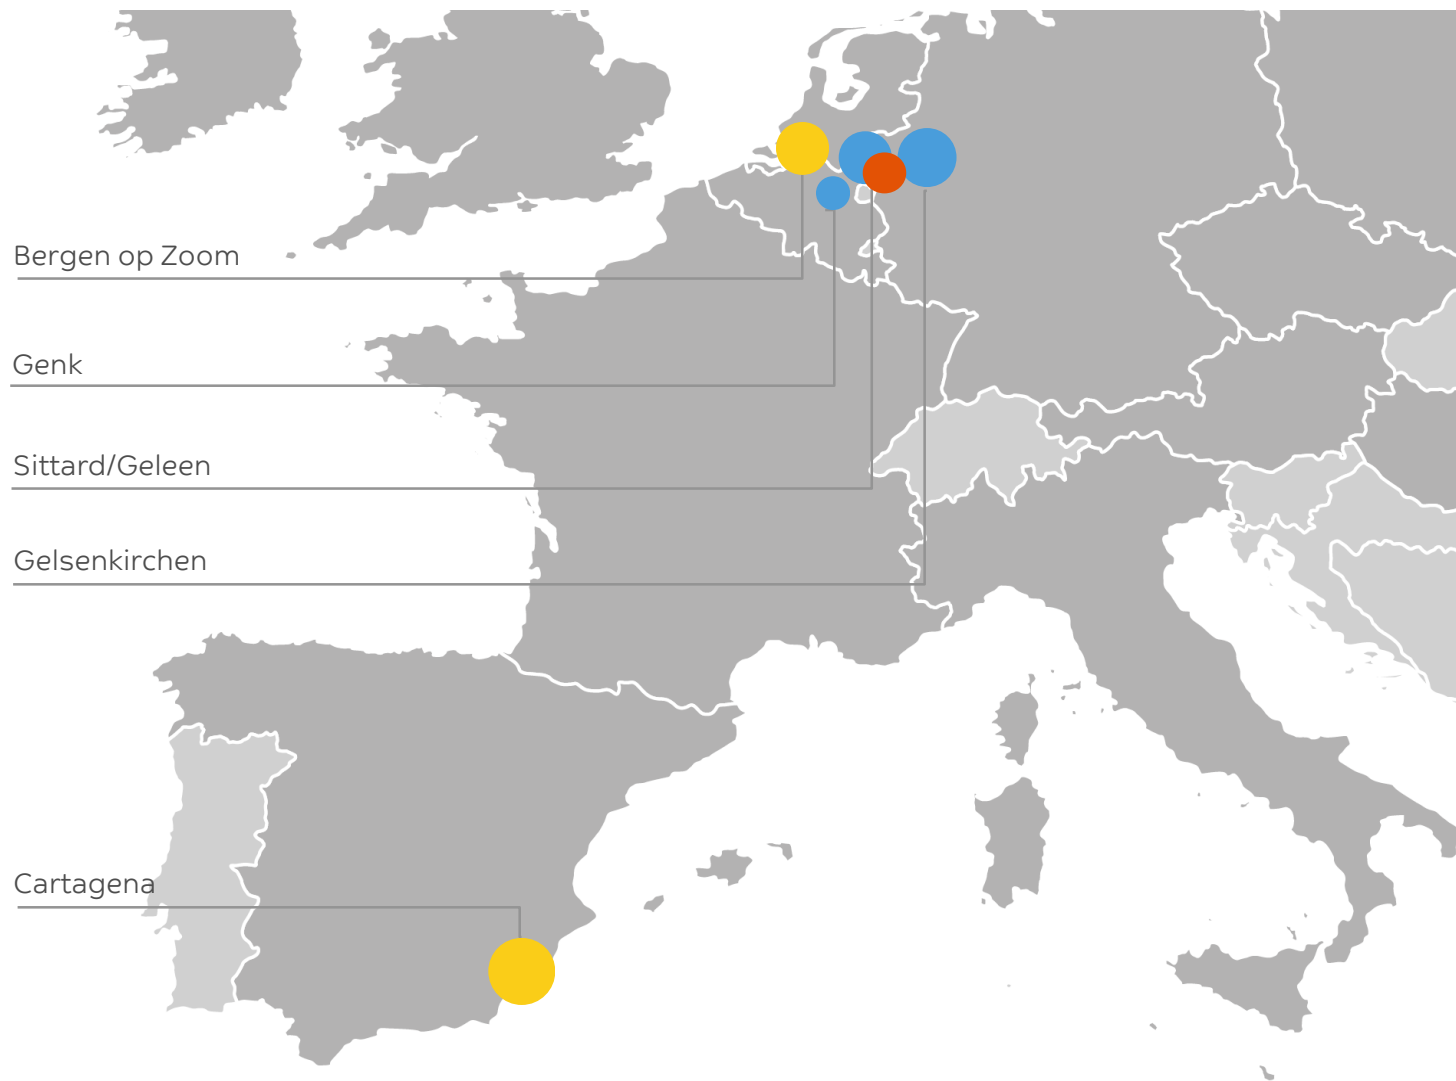 Bergen op Zoom
Genk
Sittard/Geleen
Gelsenkirchen
Cartagena